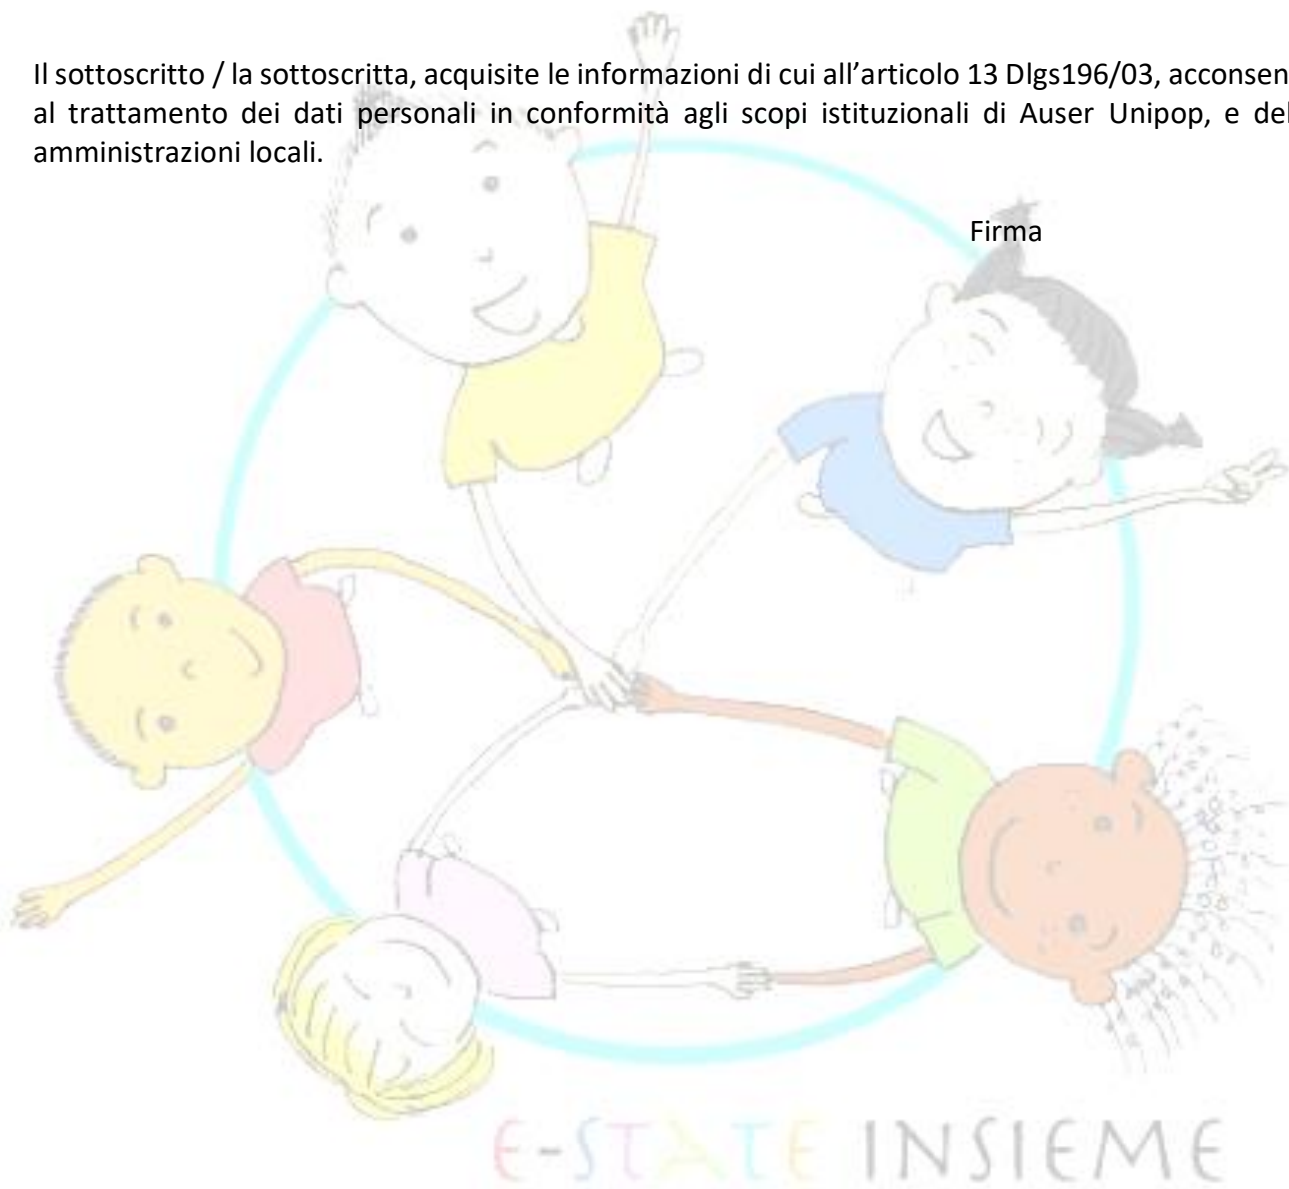 Il sottoscritto / la sottoscritta, acquisite le informazioni di cui all’articolo 13 Dlgs196/03, acconsen
al trattamento dei dati personali in conformità agli scopi istituzionali di Auser Unipop, e del
amministrazioni locali.
Firma
E-STATE INSIEME